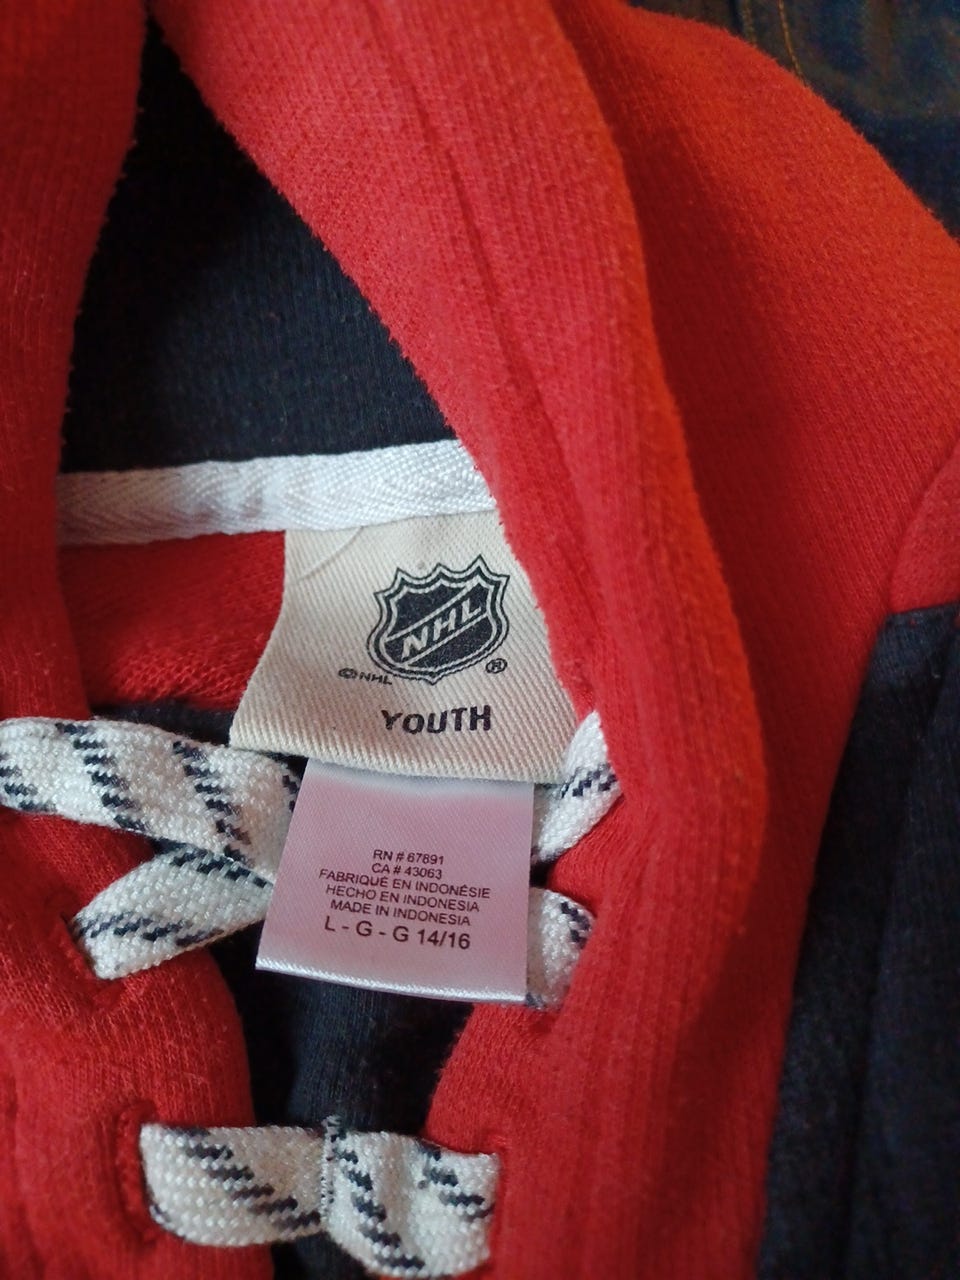 NHL
©NHL ®
YOUTH
RN # 67891
CA # 43063
FABRIQUÉ EN INDONÉSIE
HECHO EN INDONESIA
MADE IN INDONESIA
L - G - G 14/16